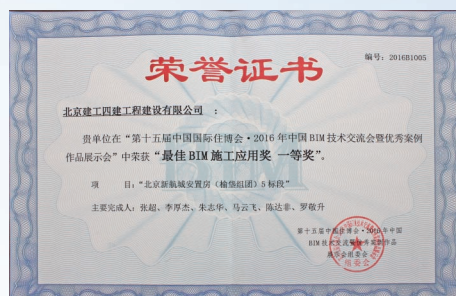 编号：2016B1005
荣誉证书
北京建工四建工程建设有限公司 ：
贵单位在“第十五届中国国际住博会·2016年中国BIM技术交流会暨优秀案例
作品展示会”中荣获“最佳BIM施工应用奖 一等奖”。
项 目：“北京新航城安置房（榆垡组团）5标段”
主要完成人：张超、李厚杰、朱志华、马云飞、陈达非、罗敬升
第十五届中国住博会·2016年中国
BIM技术交流暨优秀案例作品
展示会组委会
组委会
BIM